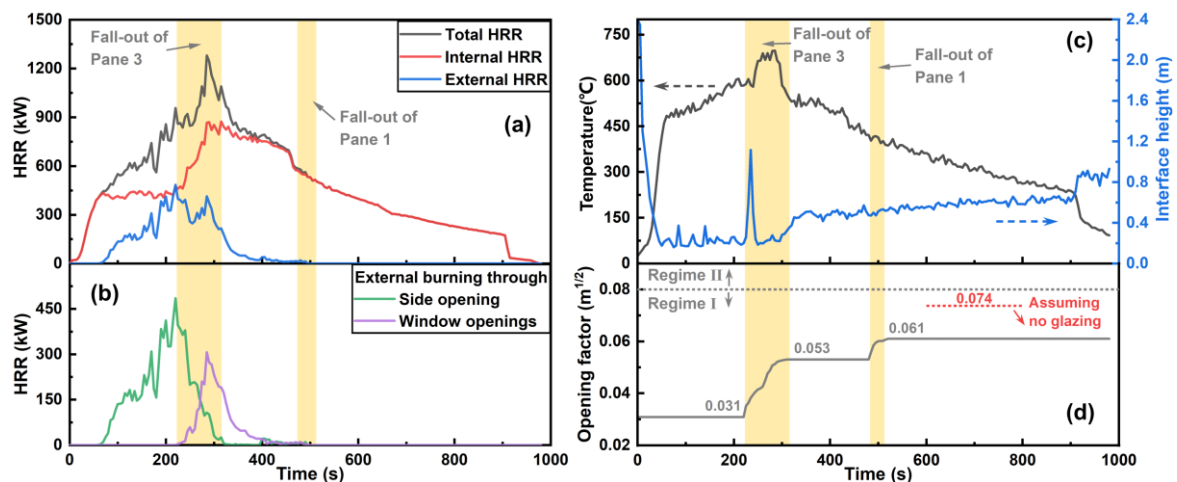 1500
1200
900
600
300
0
HRR (kW)
Fall-out of
Pane 3
Total HRR
Internal HRR
External HRR
(a)
Fall-out of
Pane 1
450
300
150
0
HRR (kW)
(b)
External burning through
Side opening
Window openings
0 200 400 600 800 1000
Time (s)
750
600
450
300
150
0
Temperature(℃)
Fall-out of
Pane 3
(c)
Fall-out of
Pane 1
2.4
2.0
1.6
1.2
0.8
0.4
0.0
Interface height (m)
0.08
0.06
0.04
0.02
Opening factor (m1/2)
Regime II
Regime I
0.074 Assuming
no glazing
0.061
0.053
0.031
(d)
0 200 400 600 800 1000
Time (s)